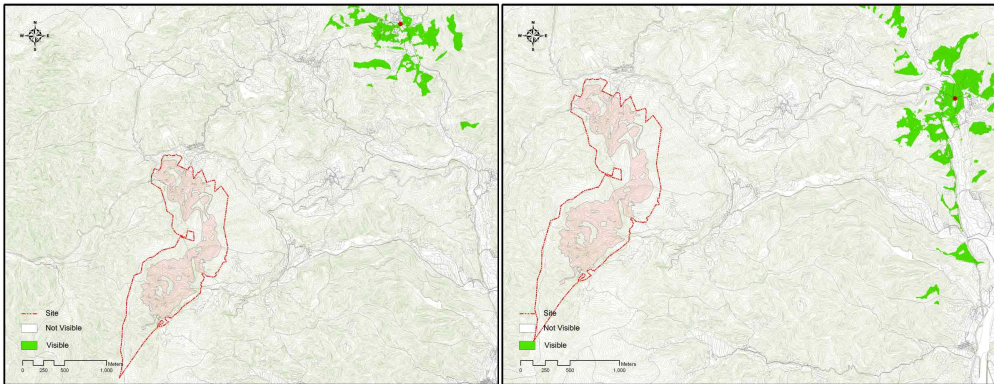 N
W E
S
Site
Not Visible
Visible
Meters
0 250 500 1,000
N
W E
S
Site
Not Visible
Visible
Meters
0 250 500 1,000